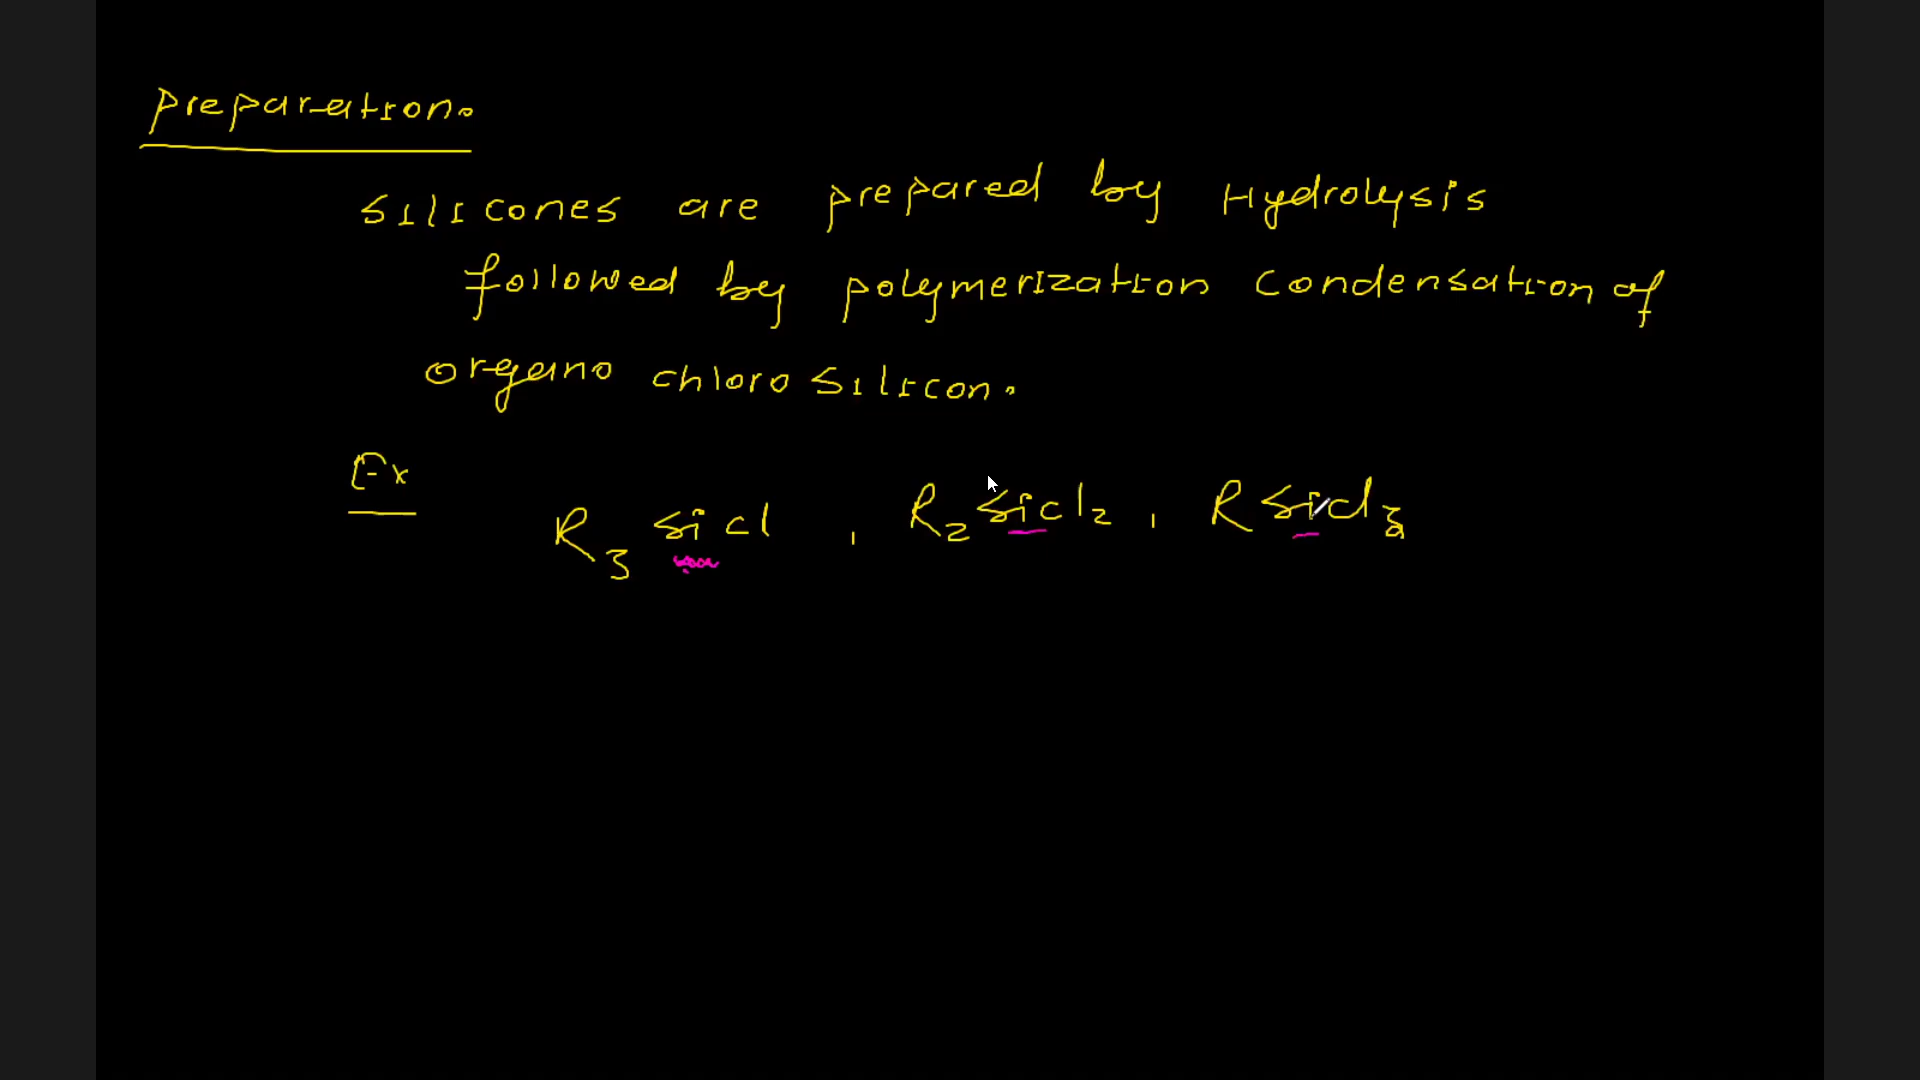 Preparation.
Silicones are prepared by Hydrolysis
followed by polymerization condensation of
organo chloro silicon.
Ex
R3 SiCl , R2 SiCl2 , R SiCl3